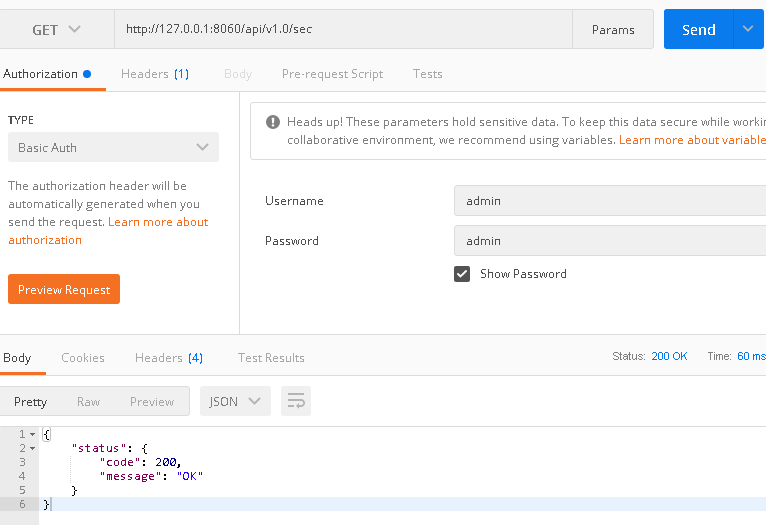 GET http://127.0.0.1:8060/api/v1.0/sec Params Send
Authorization Headers (1) Body Pre-request Script Tests
TYPE
Basic Auth
The authorization header will be
automatically generated when you
send the request. Learn more about
authorization
Preview Request
Heads up! These parameters hold sensitive data. To keep this data secure while workin
collaborative environment, we recommend using variables. Learn more about variable
Username admin
Password admin
Show Password
Body Cookies Headers (4) Test Results Status: 200 OK Time: 60 ms
Pretty Raw Preview JSON
1 {
2 "status": {
3 "code": 200,
4 "message": "OK"
5 }
6 }